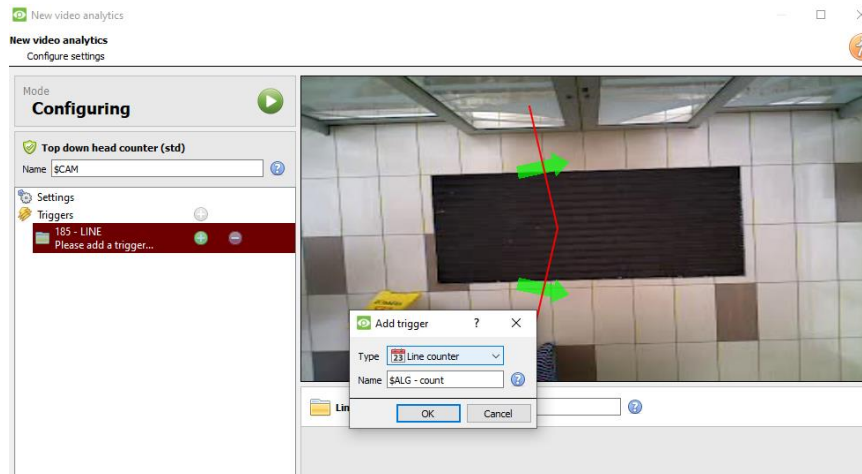 New video analytics
New video analytics
Configure settings
Mode
Configuring
Top down head counter (std)
Name $CAM
Settings
Triggers
185 - LINE
Please add a trigger...
Add trigger
Type 23 Line counter
Name $ALG - count
OK Cancel